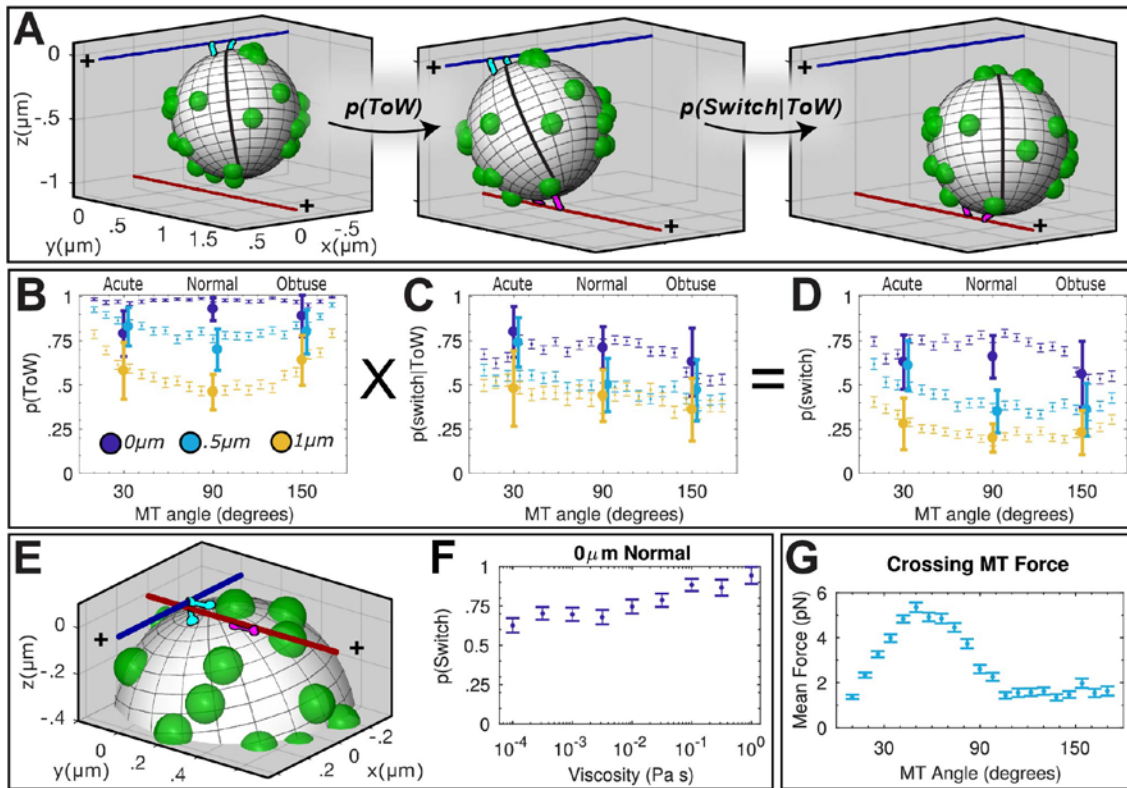 A
z(μm)
0
-.5
-1
0
.5
1
1.5
y(μm)
.5
0
-.5
x(μm)
+
+
p(ToW)
+
+
p(Switch|ToW)
+
+
B
Acute Normal Obtuse
p(ToW)
1
.75
.5
.25
0
0μm .5μm 1μm
30 90 150
MT angle (degrees)
X
C
Acute Normal Obtuse
p(switch|ToW)
1
.75
.5
.25
0
30 90 150
MT angle (degrees)
=
D
Acute Normal Obtuse
p(switch)
1
.75
.5
.25
0
30 90 150
MT angle (degrees)
E
z(μm)
0
-.2
-.4
+
+
0
.2
.4
y(μm)
.2
0
-.2
x(μm)
F
0μm Normal
p(Switch)
1
.75
.5
.25
0
10⁻⁴ 10⁻³ 10⁻² 10⁻¹ 10⁰
Viscosity (Pa s)
G
Crossing MT Force
Mean Force (pN)
6
4
2
0
30 90 150
MT Angle (degrees)